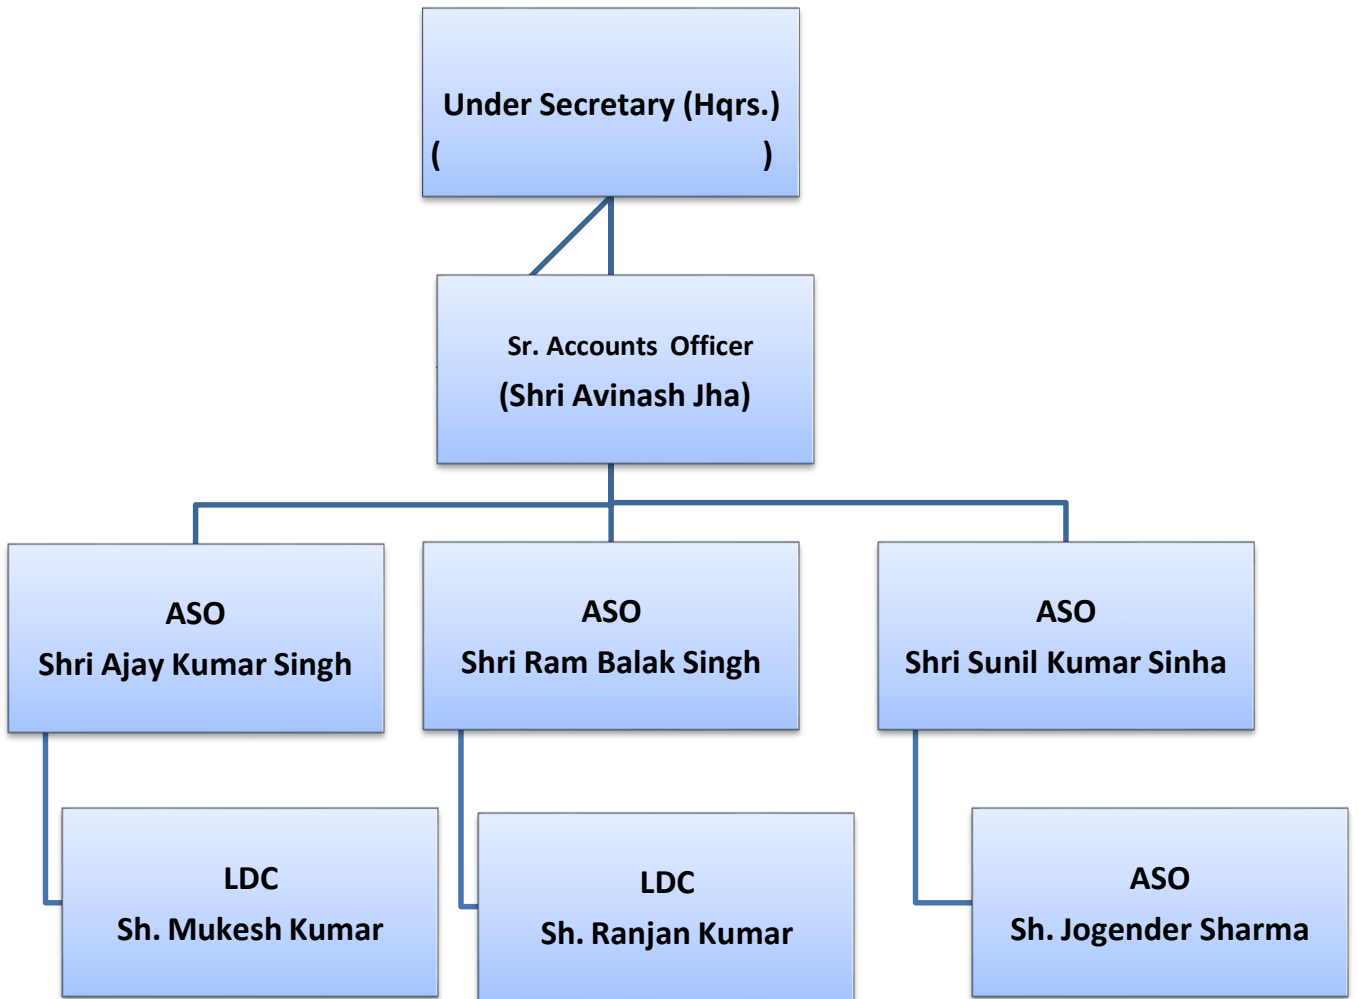 Under Secretary (Hqrs.)
( )
Sr. Accounts Officer
(Shri Avinash Jha)
ASO
Shri Ajay Kumar Singh
ASO
Shri Ram Balak Singh
ASO
Shri Sunil Kumar Sinha
LDC
Sh. Mukesh Kumar
LDC
Sh. Ranjan Kumar
ASO
Sh. Jogender Sharma